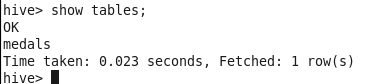 hive> show tables;
OK
medals
Time taken: 0.023 seconds, Fetched: 1 row(s)
hive>